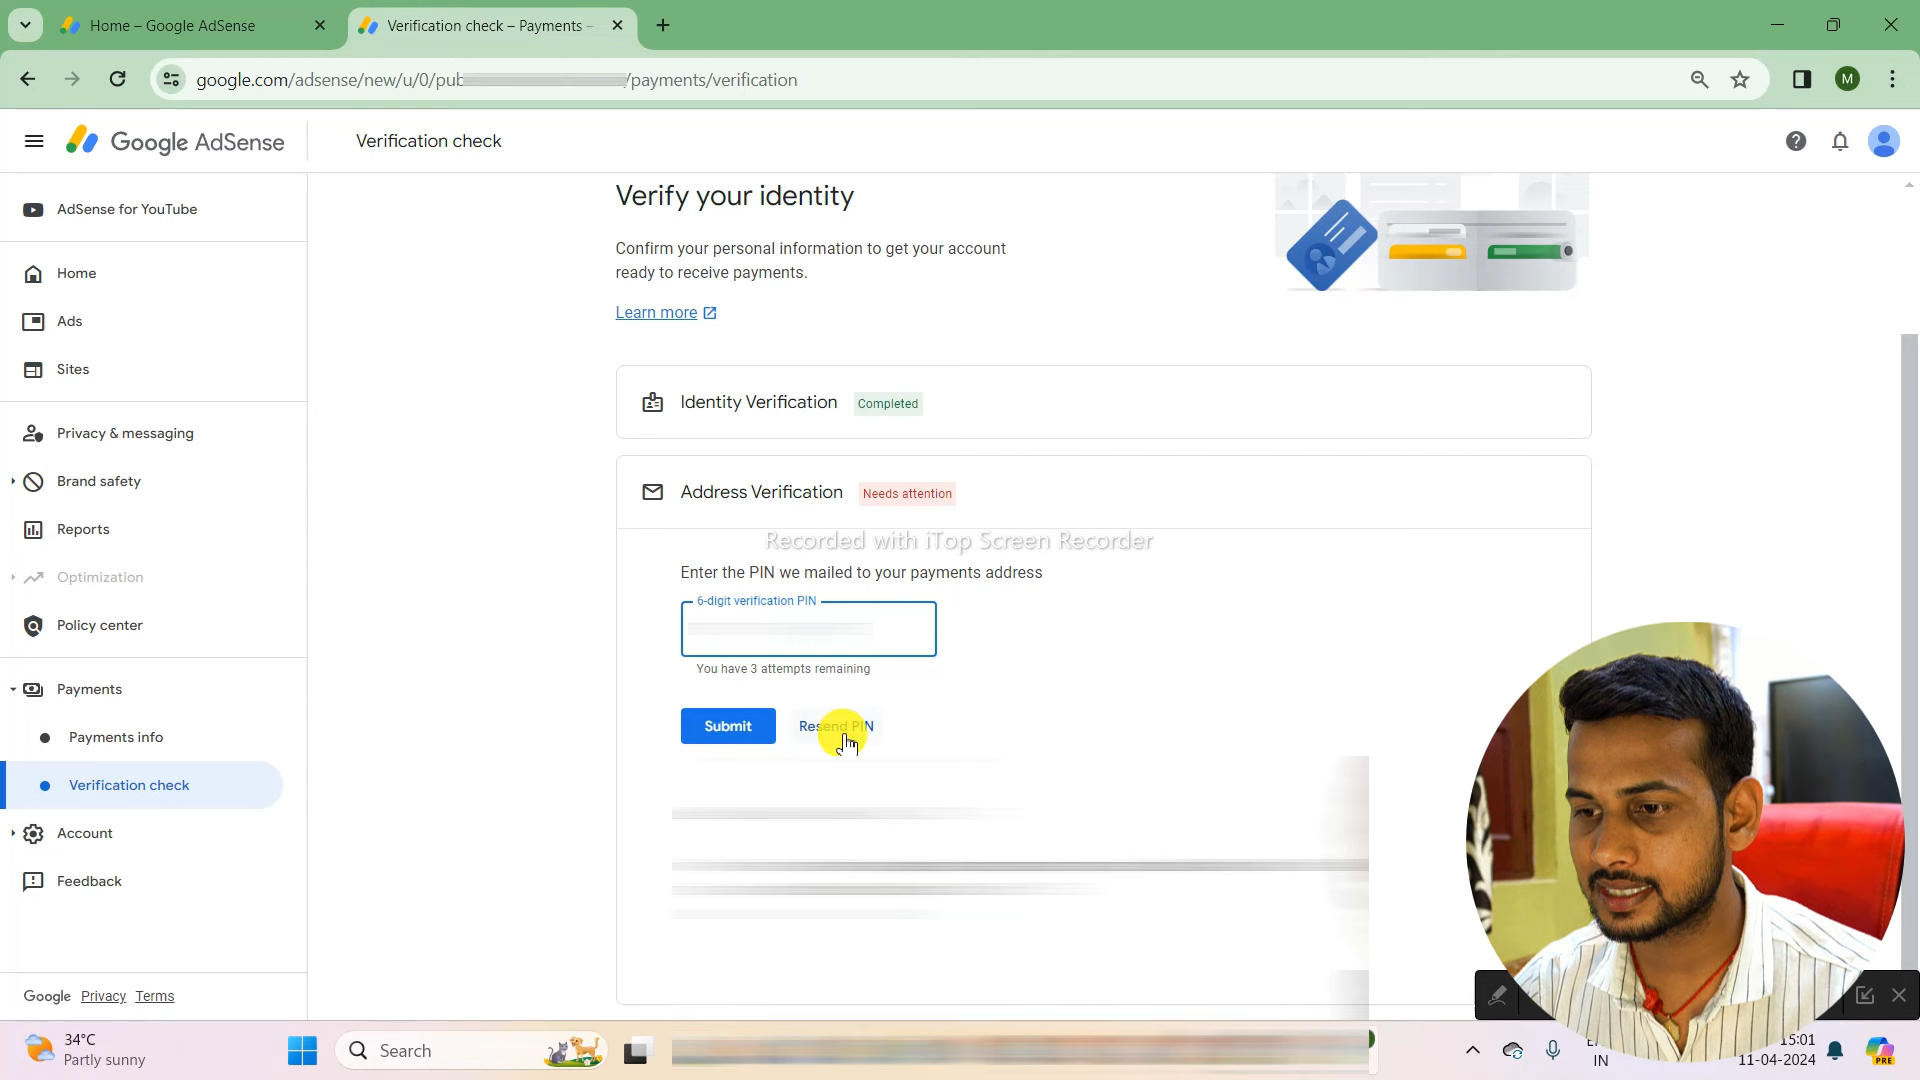 Home – Google AdSense
Verification check – Payments –
google.com/adsense/new/u/0/pub
/payments/verification
M
Google AdSense
Verification check
AdSense for YouTube
Home
Ads
Sites
Privacy & messaging
Brand safety
Reports
Optimization
Policy center
Payments
Payments info
Verification check
Account
Feedback
Google Privacy Terms
Verify your identity
Confirm your personal information to get your account
ready to receive payments.
Learn more
Identity Verification Completed
Address Verification Needs attention
Recorded with iTop Screen Recorder
Enter the PIN we mailed to your payments address
6-digit verification PIN
You have 3 attempts remaining
Submit Resend PIN
34°C
Partly sunny
Search
IN
15:01
11-04-2024
PRE